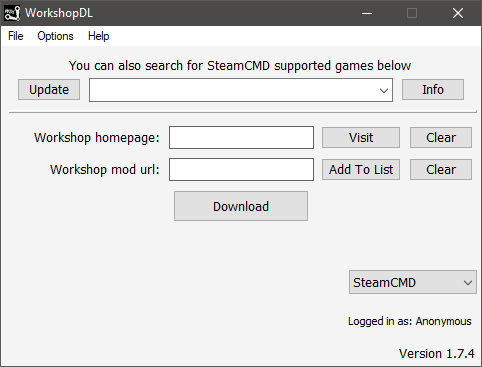 WorkshopDL
File Options Help
You can also search for SteamCMD supported games below
Update Info
Workshop homepage: Visit Clear
Workshop mod url: Add To List Clear
Download
SteamCMD
Logged in as: Anonymous
Version 1.7.4